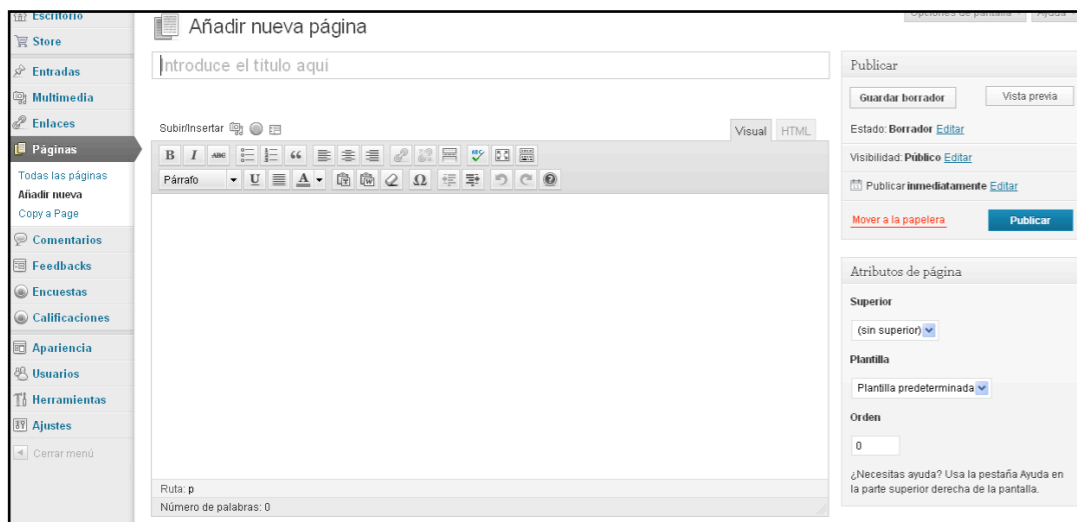 Escritorio
Store
Entradas
Multimedia
Enlaces
Páginas
Todas las páginas
Añadir nueva
Copy a Page
Comentarios
Feedbacks
Encuestas
Calificaciones
Apariencia
Usuarios
Herramientas
Ajustes
Cerrar menú
Opciones de pantalla
Ayuda
Añadir nueva página
Introduce el título aquí
Subir/Insertar
Visual HTML
B I ABC
ABC
Párrafo U A Ω
Ruta: p
Número de palabras: 0
Publicar
Guardar borrador Vista previa
Estado: Borrador Editar
Visibilidad: Público Editar
Publicar inmediatamente Editar
Mover a la papelera Publicar
Atributos de página
Superior
(sin superior)
Plantilla
Plantilla predeterminada
Orden
0
¿Necesitas ayuda? Usa la pestaña Ayuda en
la parte superior derecha de la pantalla.